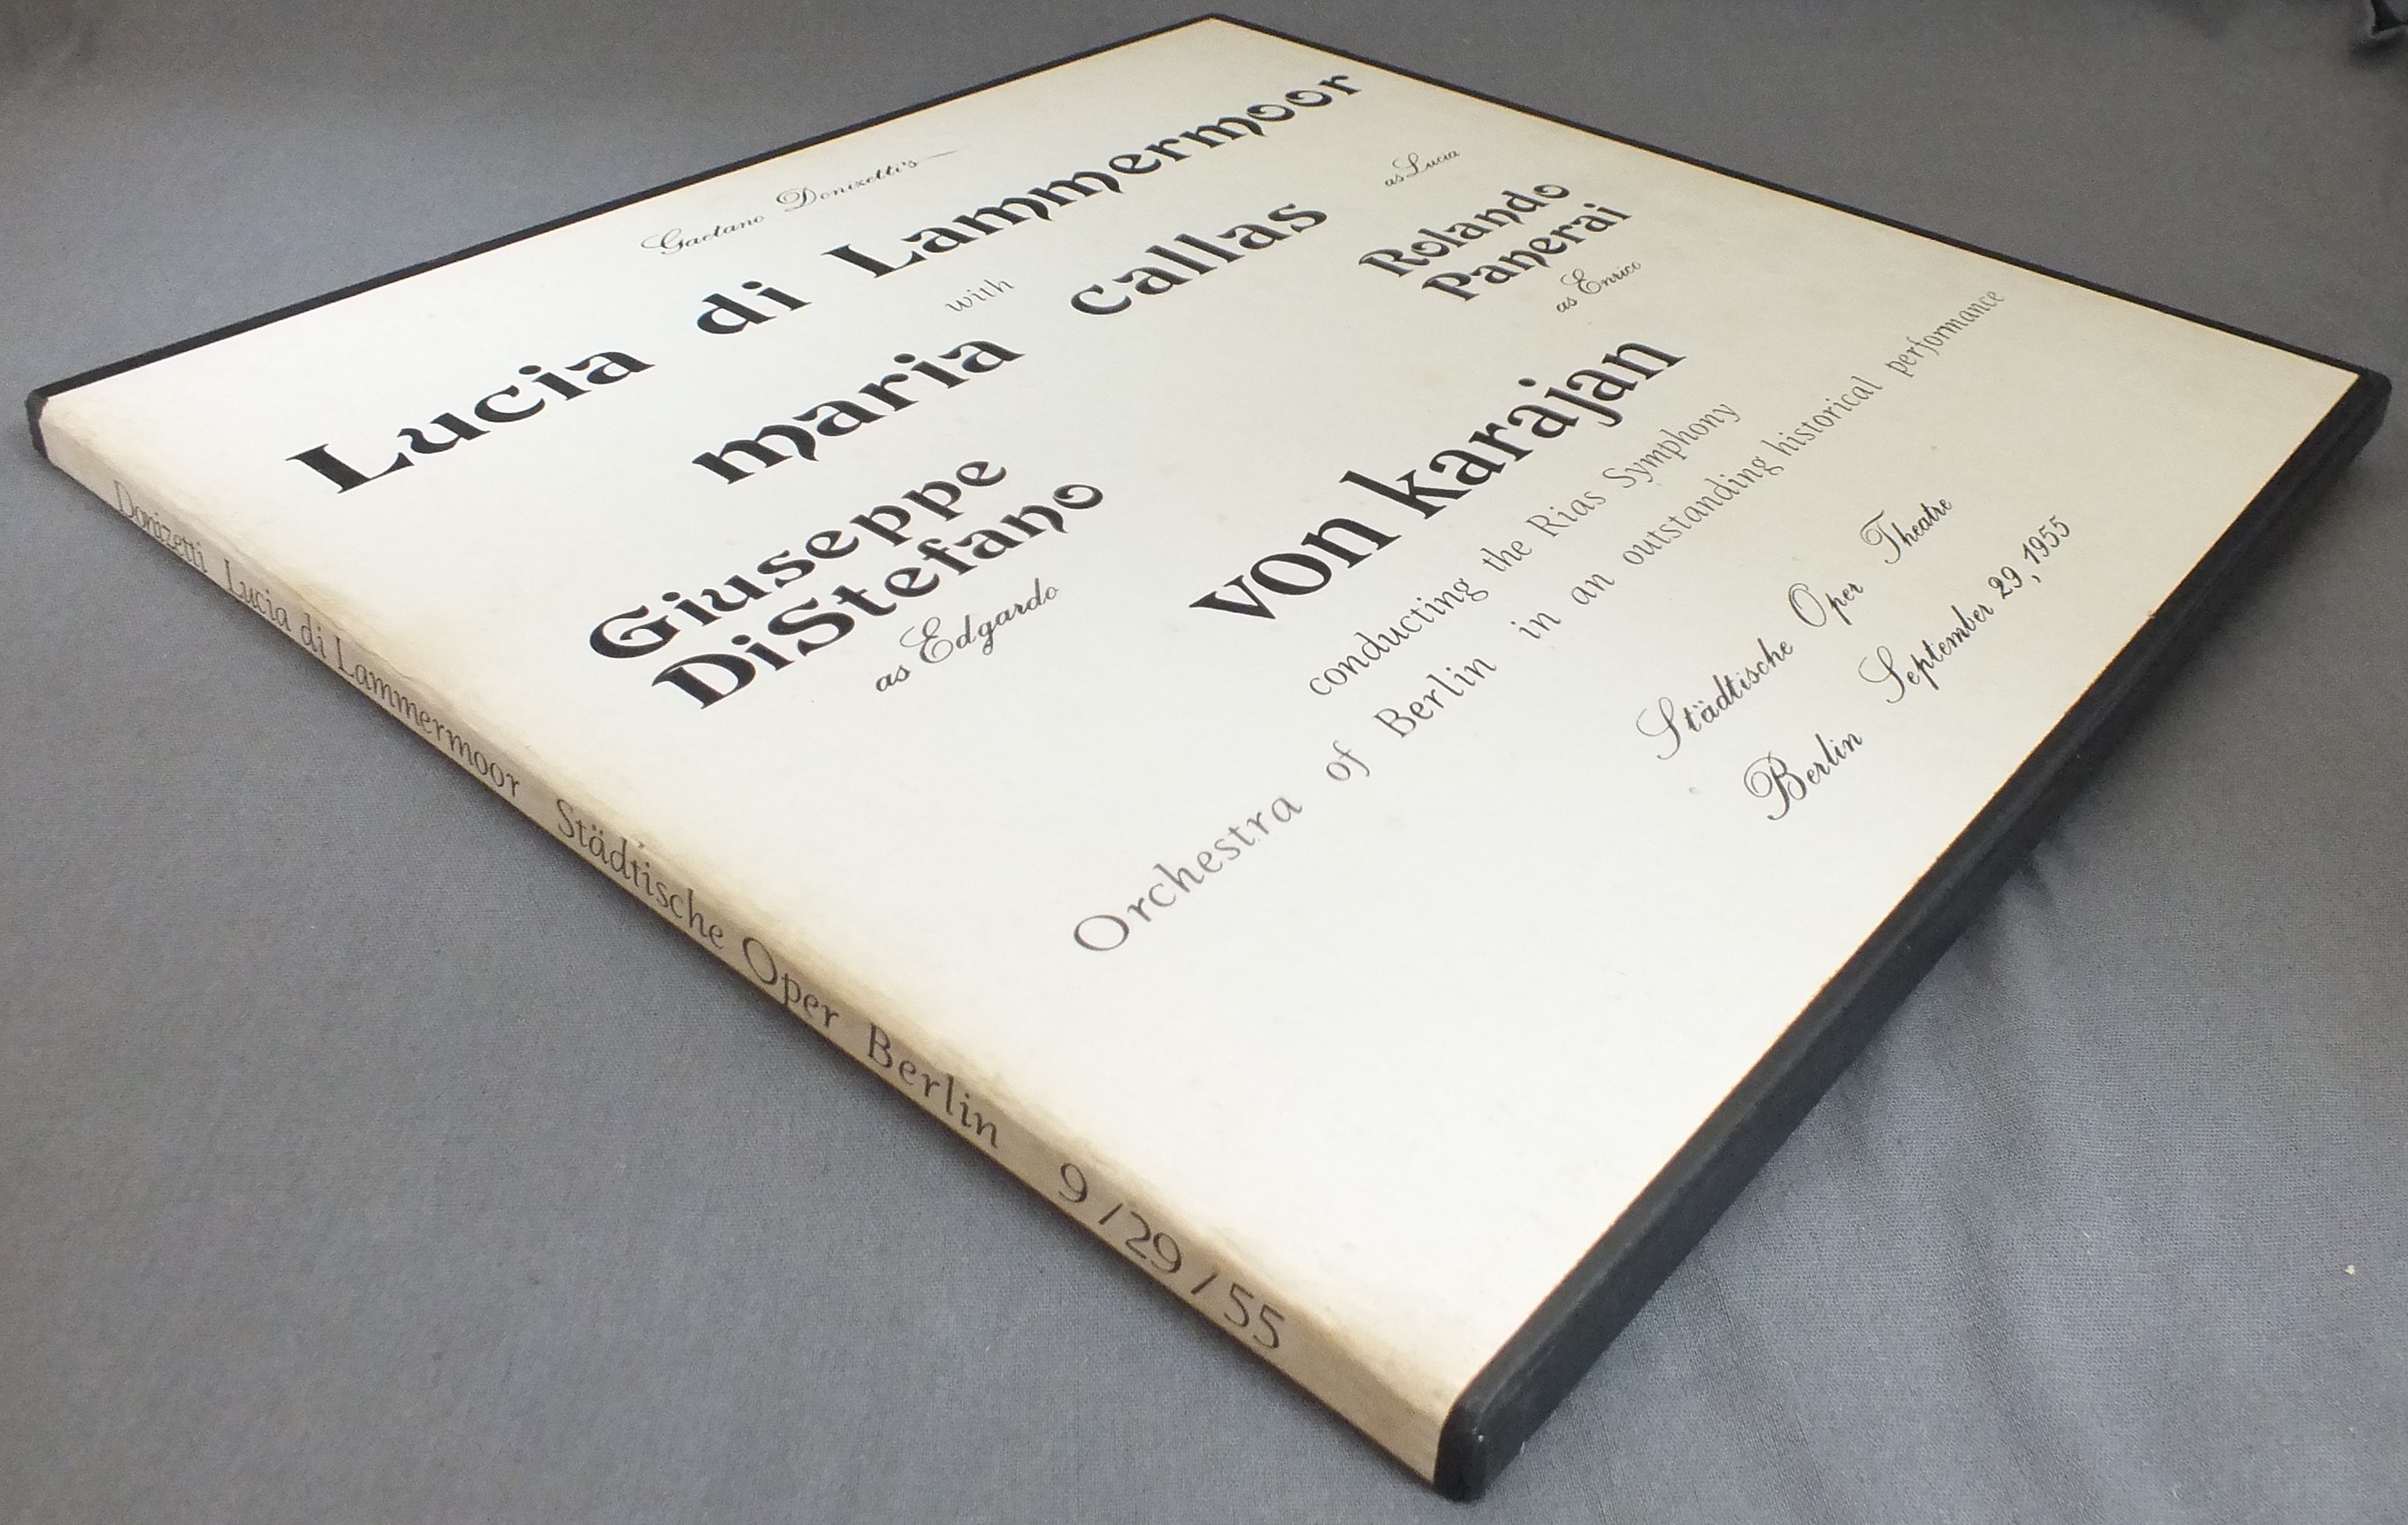 Gaetano Donizetti's
Lucia di Lammermoor
with
maria callas
as Lucia
Giuseppe
DiStefano
as Edgardo
Rolando
Panerai
as Enrico
von karajan
conducting the Rias Symphony
Orchestra of Berlin in an outstanding historical performance
Städtische Oper Theatre
Berlin September 29, 1955
Donizetti Lucia di Lammermoor Städtische Oper Berlin 9/29/55